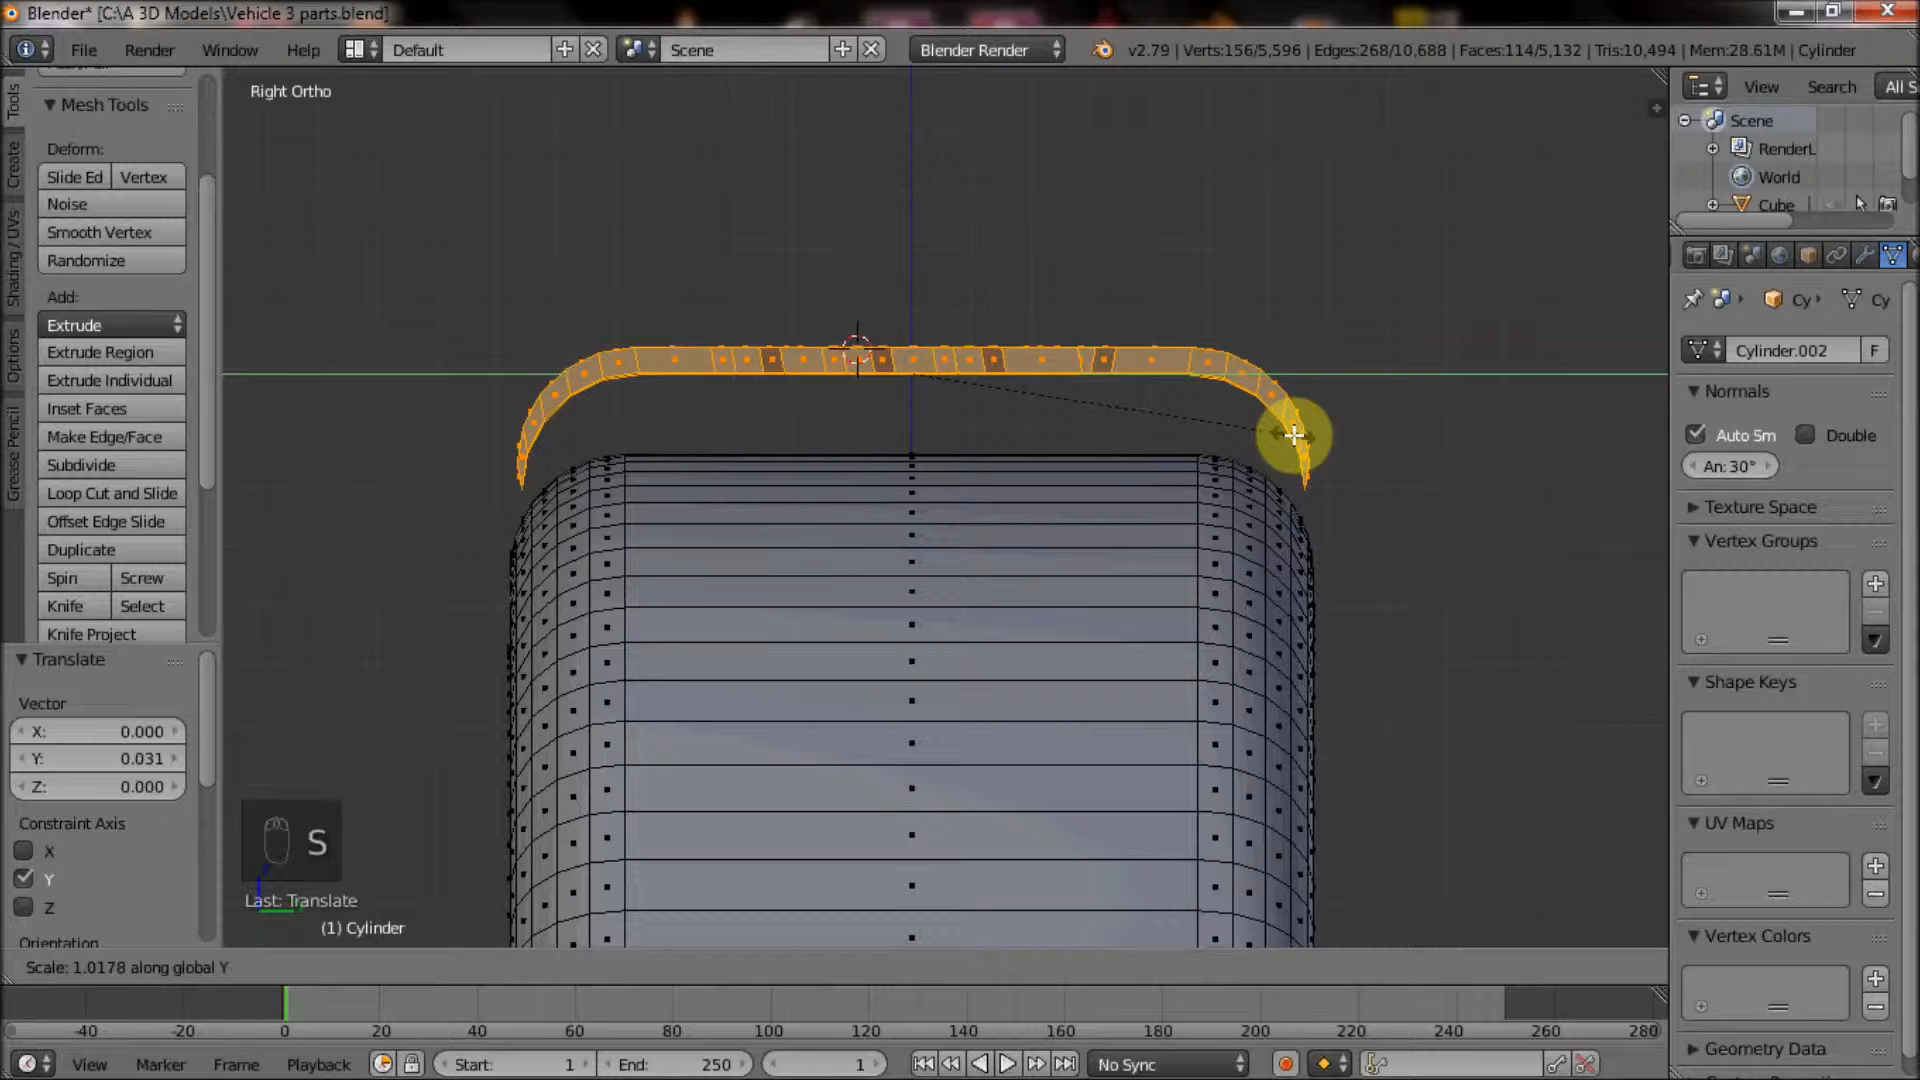 Blender* [C:\A 3D Models\Vehicle 3 parts.blend]
File Render Window Help Default Scene Blender Render v2.79 | Verts:156/5,596 | Edges:268/10,688 | Faces:114/5,132 | Tris:10,494 | Mem:28.61M | Cylinder
Tools
Create
Shading / UVs
Options
Grease Pencil
Mesh Tools
Deform:
Slide Ed Vertex
Noise
Smooth Vertex
Randomize
Add:
Extrude
Extrude Region
Extrude Individual
Inset Faces
Make Edge/Face
Subdivide
Loop Cut and Slide
Offset Edge Slide
Duplicate
Spin Screw
Knife Select
Knife Project
Translate
Vector
X: 0.000
Y: 0.031
Z: 0.000
Constraint Axis
X
Y
Z
Orientation
Right Ortho
S
Last: Translate
(1) Cylinder
Scale: 1.0178 along global Y
View Search All S
Scene
RenderL
World
Cube
Cy Cy
Cylinder.002 F
Normals
Auto Sm Double
An: 30°
Texture Space
Vertex Groups
Shape Keys
UV Maps
Vertex Colors
Geometry Data
-40 -20 0 20 40 60 80 100 120 140 160 180 200 220 240 260 280
View Marker Frame Playback Start: 1 End: 250 1 No Sync